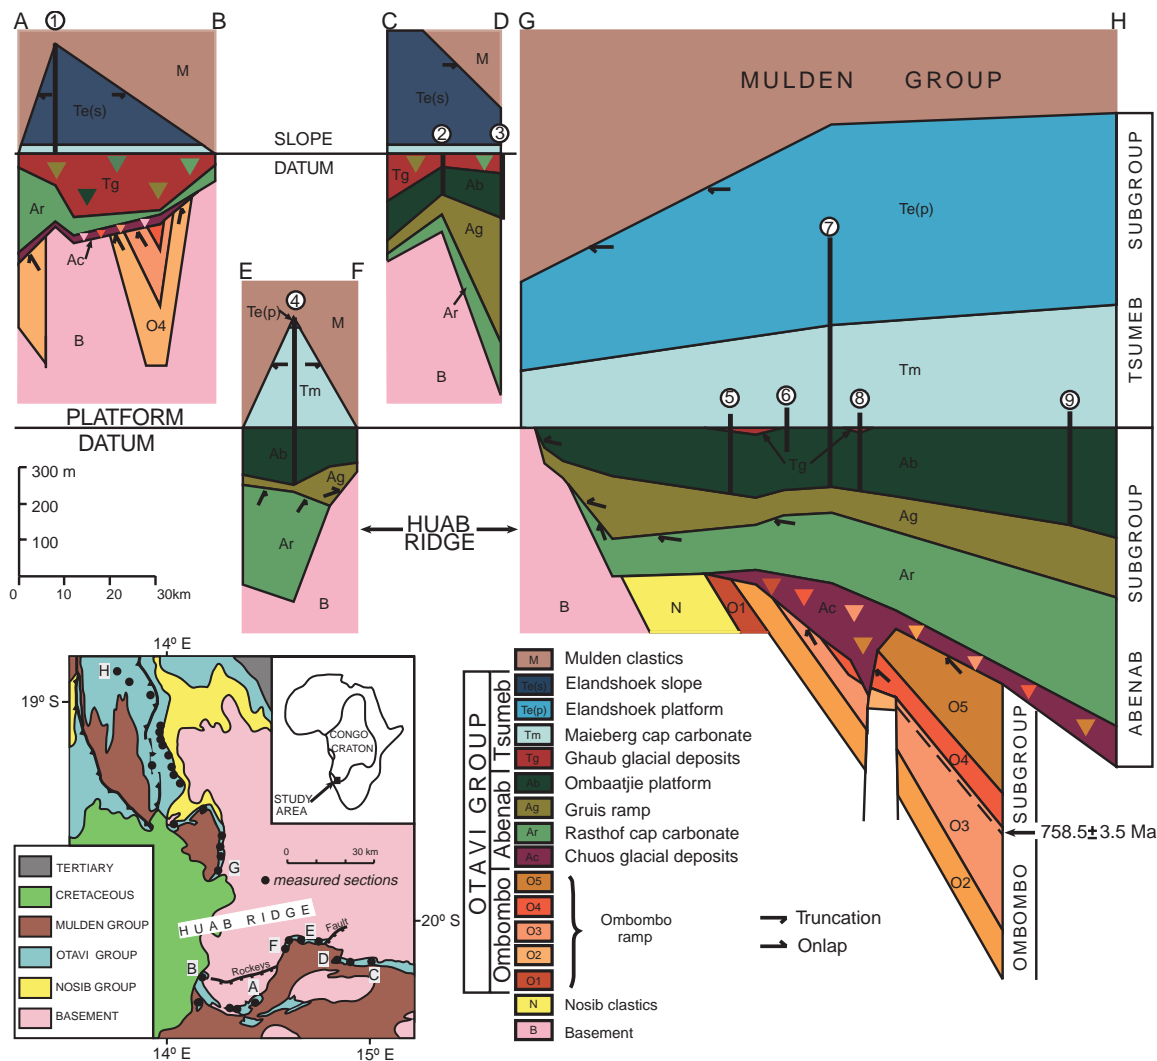 A
1
B
C
D
G
H
M
Te(s)
Tg
Ar
Ac
O4
B
SLOPE
DATUM
M
Te(s)
2
3
Tg
Ab
Ag
Ar
B
MULDEN GROUP
Te(p)
7
Tm
5
6
8
9
Tg
Ab
Ag
Ar
Ac
B
N
O1
O5
O4
O3
O2
TSUMEB SUBGROUP
ABENAB SUBGROUP
OMBOMBO SUBGROUP
758.5±3.5 Ma
E
F
4
Te(p)
M
Tm
Ab
Ag
Ar
B
PLATFORM
DATUM
HUAB
RIDGE
300 m
200
100
0 10 20 30km
14° E
19° S
H
G
HUAB RIDGE
F
E
Fault
D
C
B
Rockeys
A
20° S
14° E
15° E
CONGO
CRATON
STUDY
AREA
0 30 km
measured sections
TERTIARY
CRETACEOUS
MULDEN GROUP
OTAVI GROUP
NOSIB GROUP
BASEMENT
OTAVI GROUP
Tsumeb
Abenab
Ombombo
M Mulden clastics
Te(s) Elandshoek slope
Te(p) Elandshoek platform
Tm Maieberg cap carbonate
Tg Ghaub glacial deposits
Ab Ombaatjie platform
Ag Gruis ramp
Ar Rasthof cap carbonate
Ac Chuos glacial deposits
O5
O4
O3
O2
O1
Ombombo
ramp
N Nosib clastics
B Basement
Truncation
Onlap